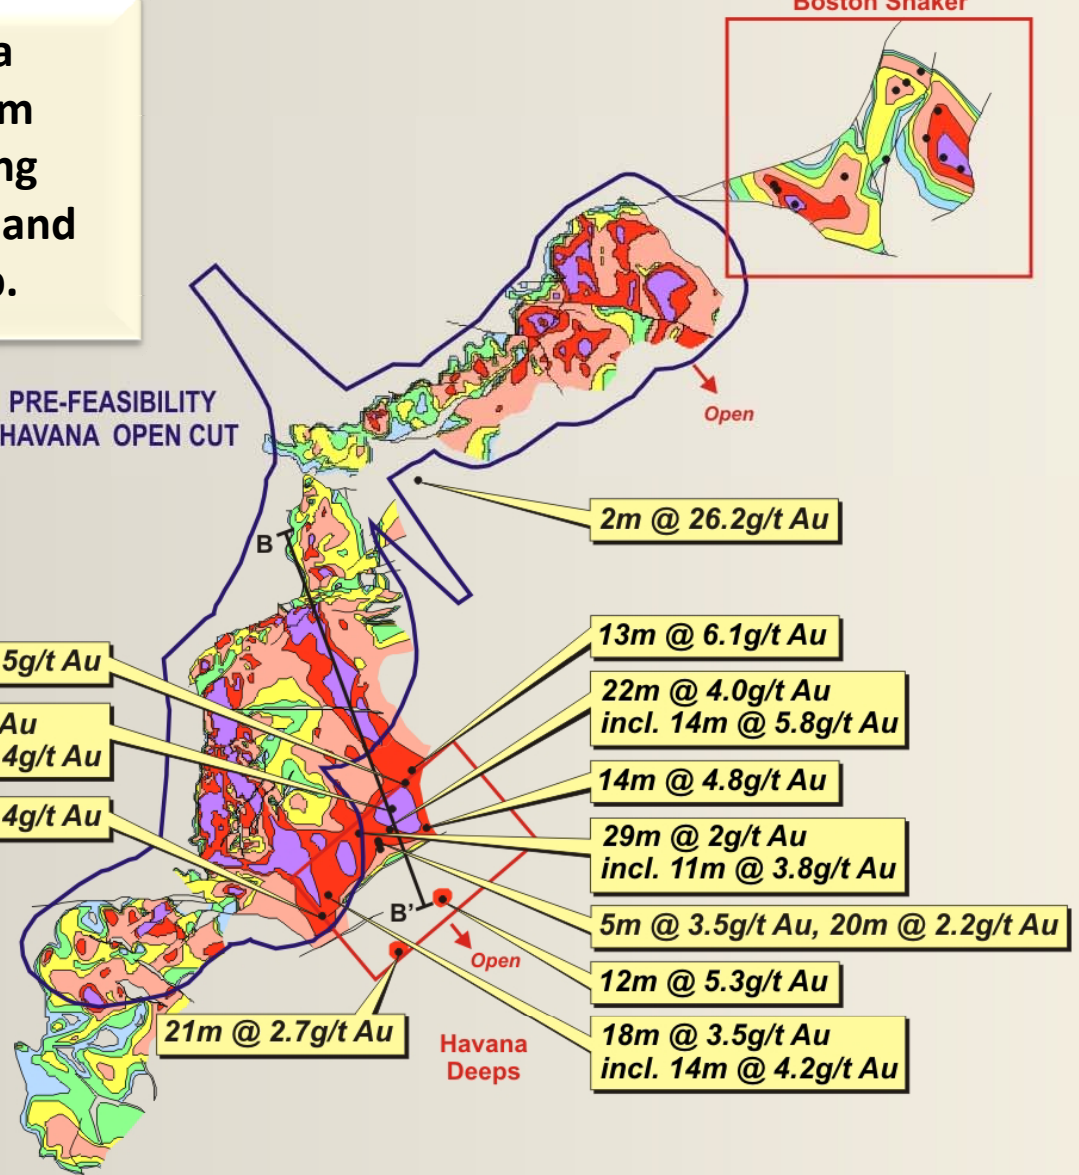 Boston Shaker
a
m
ng
and
o.
PRE-FEASIBILITY
HAVANA OPEN CUT
Open
2m @ 26.2g/t Au
B
13m @ 6.1g/t Au
5g/t Au
22m @ 4.0g/t Au
incl. 14m @ 5.8g/t Au
Au
4g/t Au
14m @ 4.8g/t Au
4g/t Au
29m @ 2g/t Au
incl. 11m @ 3.8g/t Au
B'
5m @ 3.5g/t Au, 20m @ 2.2g/t Au
Open
12m @ 5.3g/t Au
21m @ 2.7g/t Au
Havana
Deeps
18m @ 3.5g/t Au
incl. 14m @ 4.2g/t Au